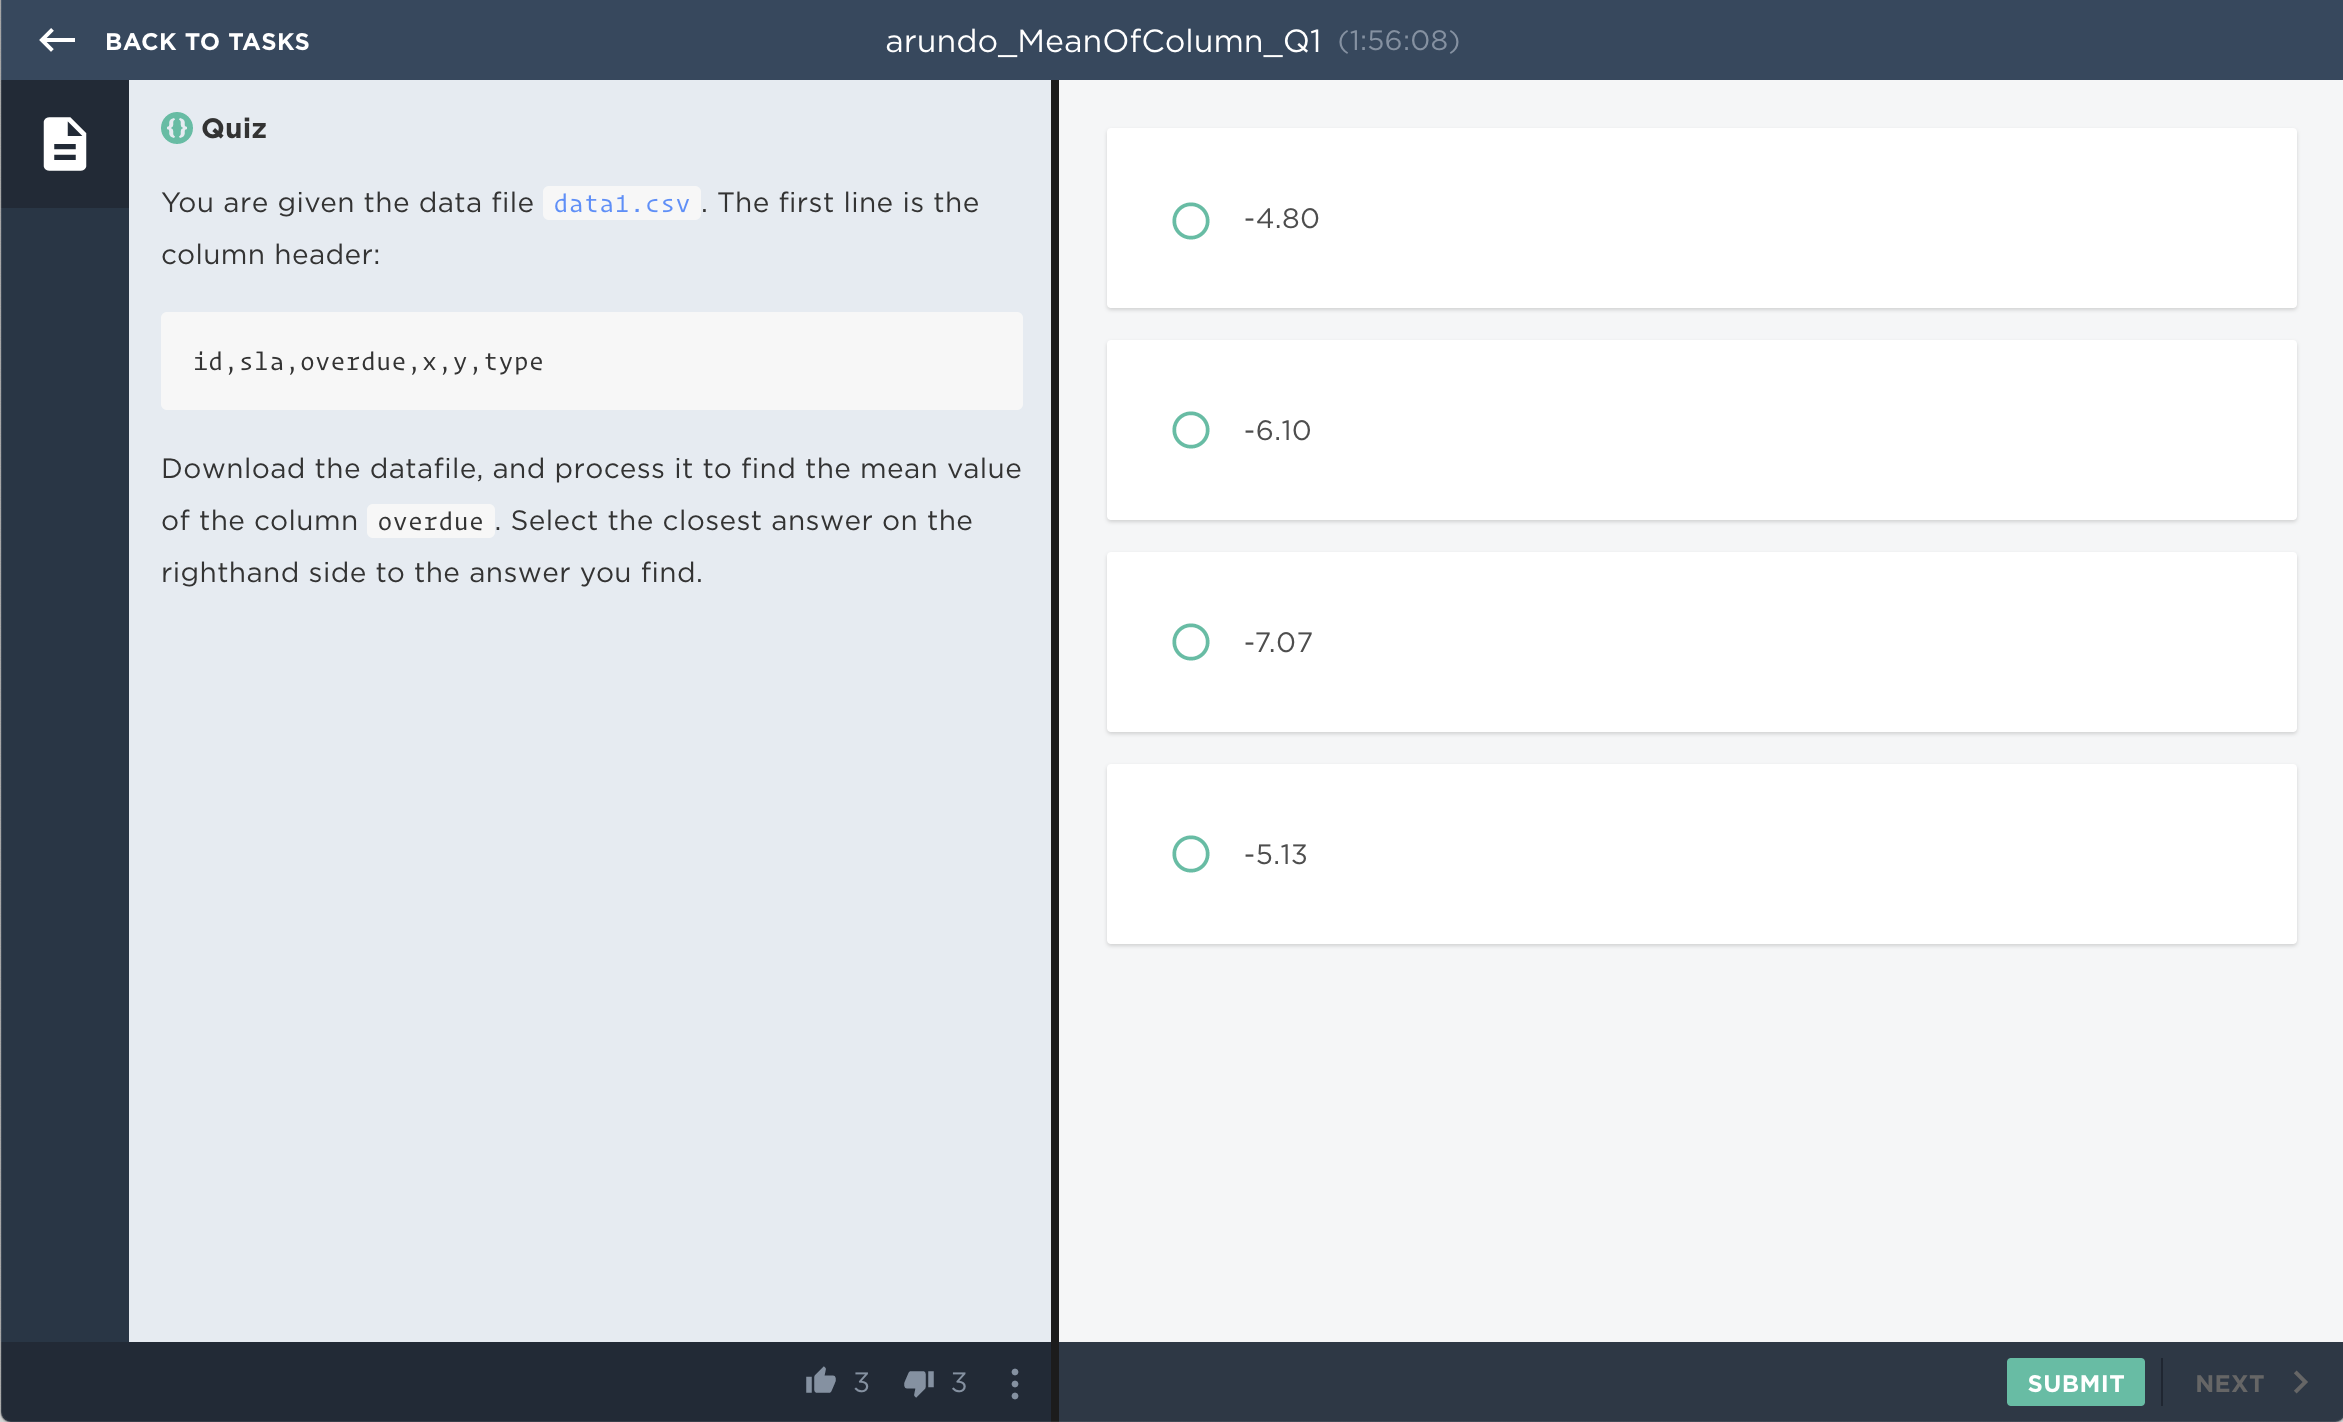 BACK TO TASKS
arundo_MeanOfColumn_Q1 (1:56:08)
{} Quiz
You are given the data file data1.csv. The first line is the
column header:
id,sla,overdue,x,y,type
Download the datafile, and process it to find the mean value
of the column overdue. Select the closest answer on the
righthand side to the answer you find.
-4.80
-6.10
-7.07
-5.13
3
3
SUBMIT
NEXT